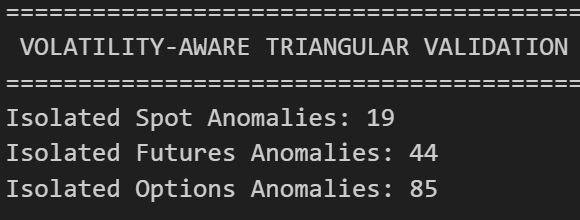 ========================================
VOLATILITY-AWARE TRIANGULAR VALIDATION
========================================
Isolated Spot Anomalies: 19
Isolated Futures Anomalies: 44
Isolated Options Anomalies: 85